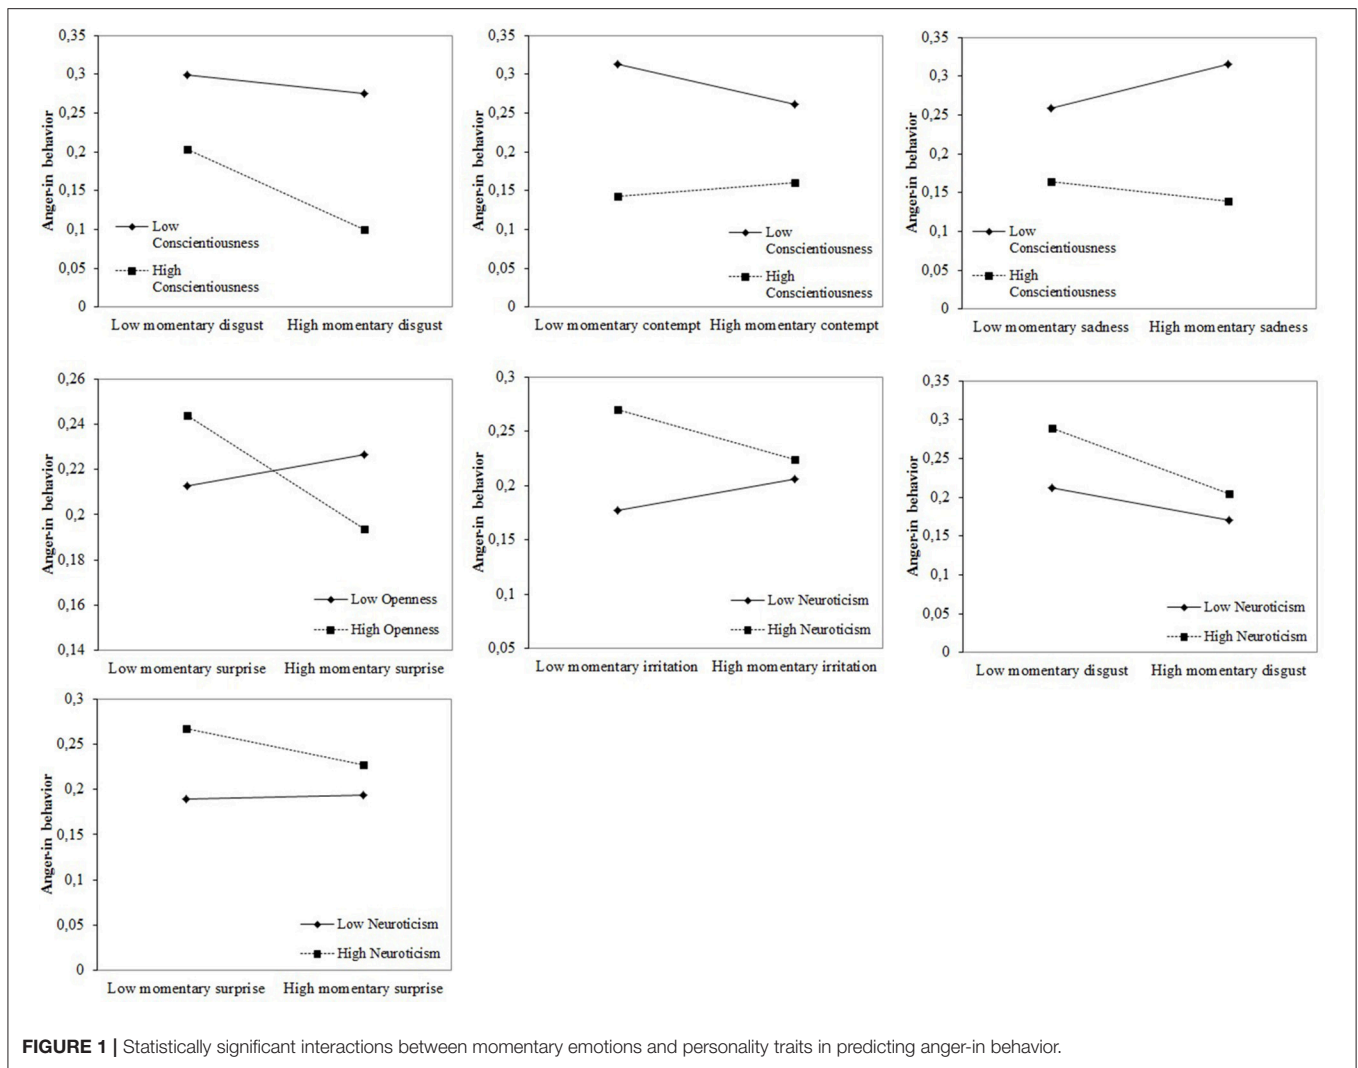 0,35
0,3
0,25
0,2
0,15
0,1
0,05
0
Anger-in behavior
Low
Conscientiousness
High
Conscientiousness
Low momentary disgust High momentary disgust
0,35
0,3
0,25
0,2
0,15
0,1
0,05
0
Anger-in behavior
Low
Conscientiousness
High
Conscientiousness
Low momentary contempt High momentary contempt
0,35
0,3
0,25
0,2
0,15
0,1
0,05
0
Anger-in behavior
Low
Conscientiousness
High
Conscientiousness
Low momentary sadness High momentary sadness
0,26
0,24
0,22
0,2
0,18
0,16
0,14
Anger-in behavior
Low Openness
High Openness
Low momentary surprise High momentary surprise
0,3
0,25
0,2
0,15
0,1
0,05
Anger-in behavior
Low Neuroticism
High Neuroticism
Low momentary irritation High momentary irritation
0,35
0,3
0,25
0,2
0,15
0,1
0,05
0
Anger-in behavior
Low Neuroticism
High Neuroticism
Low momentary disgust High momentary disgust
0,3
0,25
0,2
0,15
0,1
0,05
0
Anger-in behavior
Low Neuroticism
High Neuroticism
Low momentary surprise High momentary surprise
FIGURE 1 | Statistically significant interactions between momentary emotions and personality traits in predicting anger-in behavior.